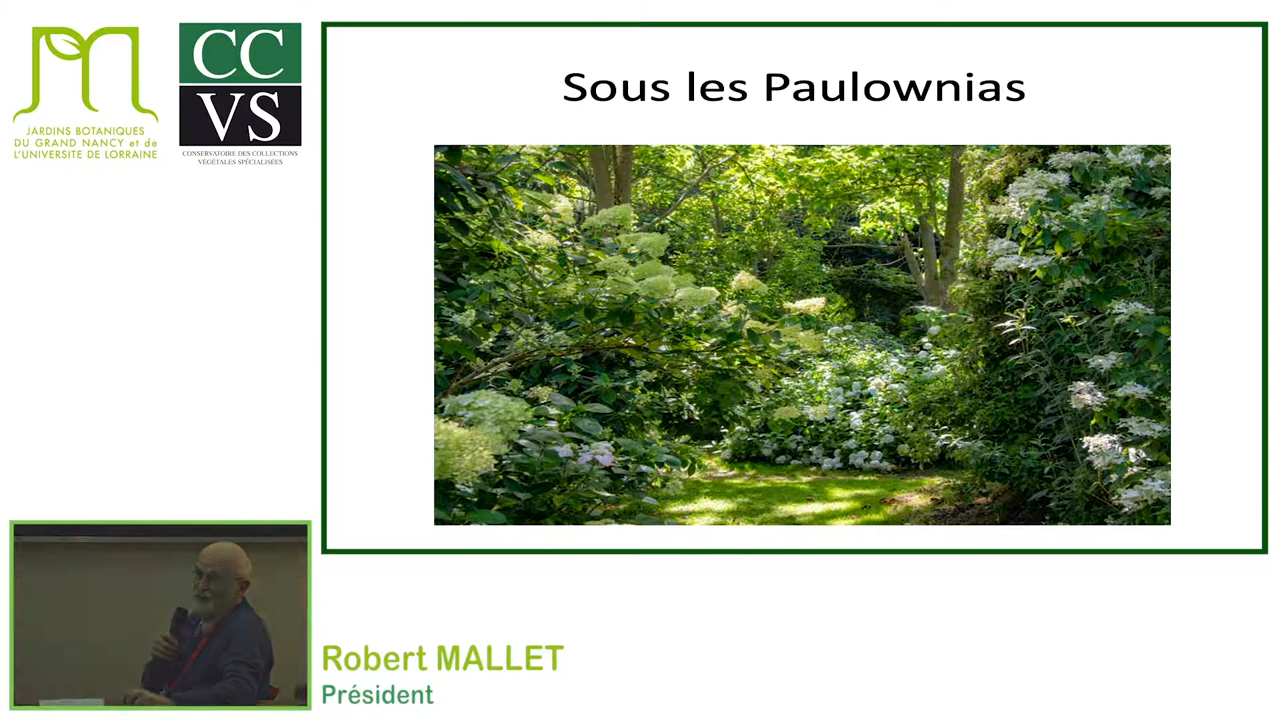 JARDINS BOTANIQUES
DU GRAND NANCY et de
L'UNIVERSITE DE LORRAINE
CC
VS
CONSERVATOIRE DES COLLECTIONS
VÉGÉTALES SPÉCIALISÉES
Sous les Paulownias
Robert MALLET
Président